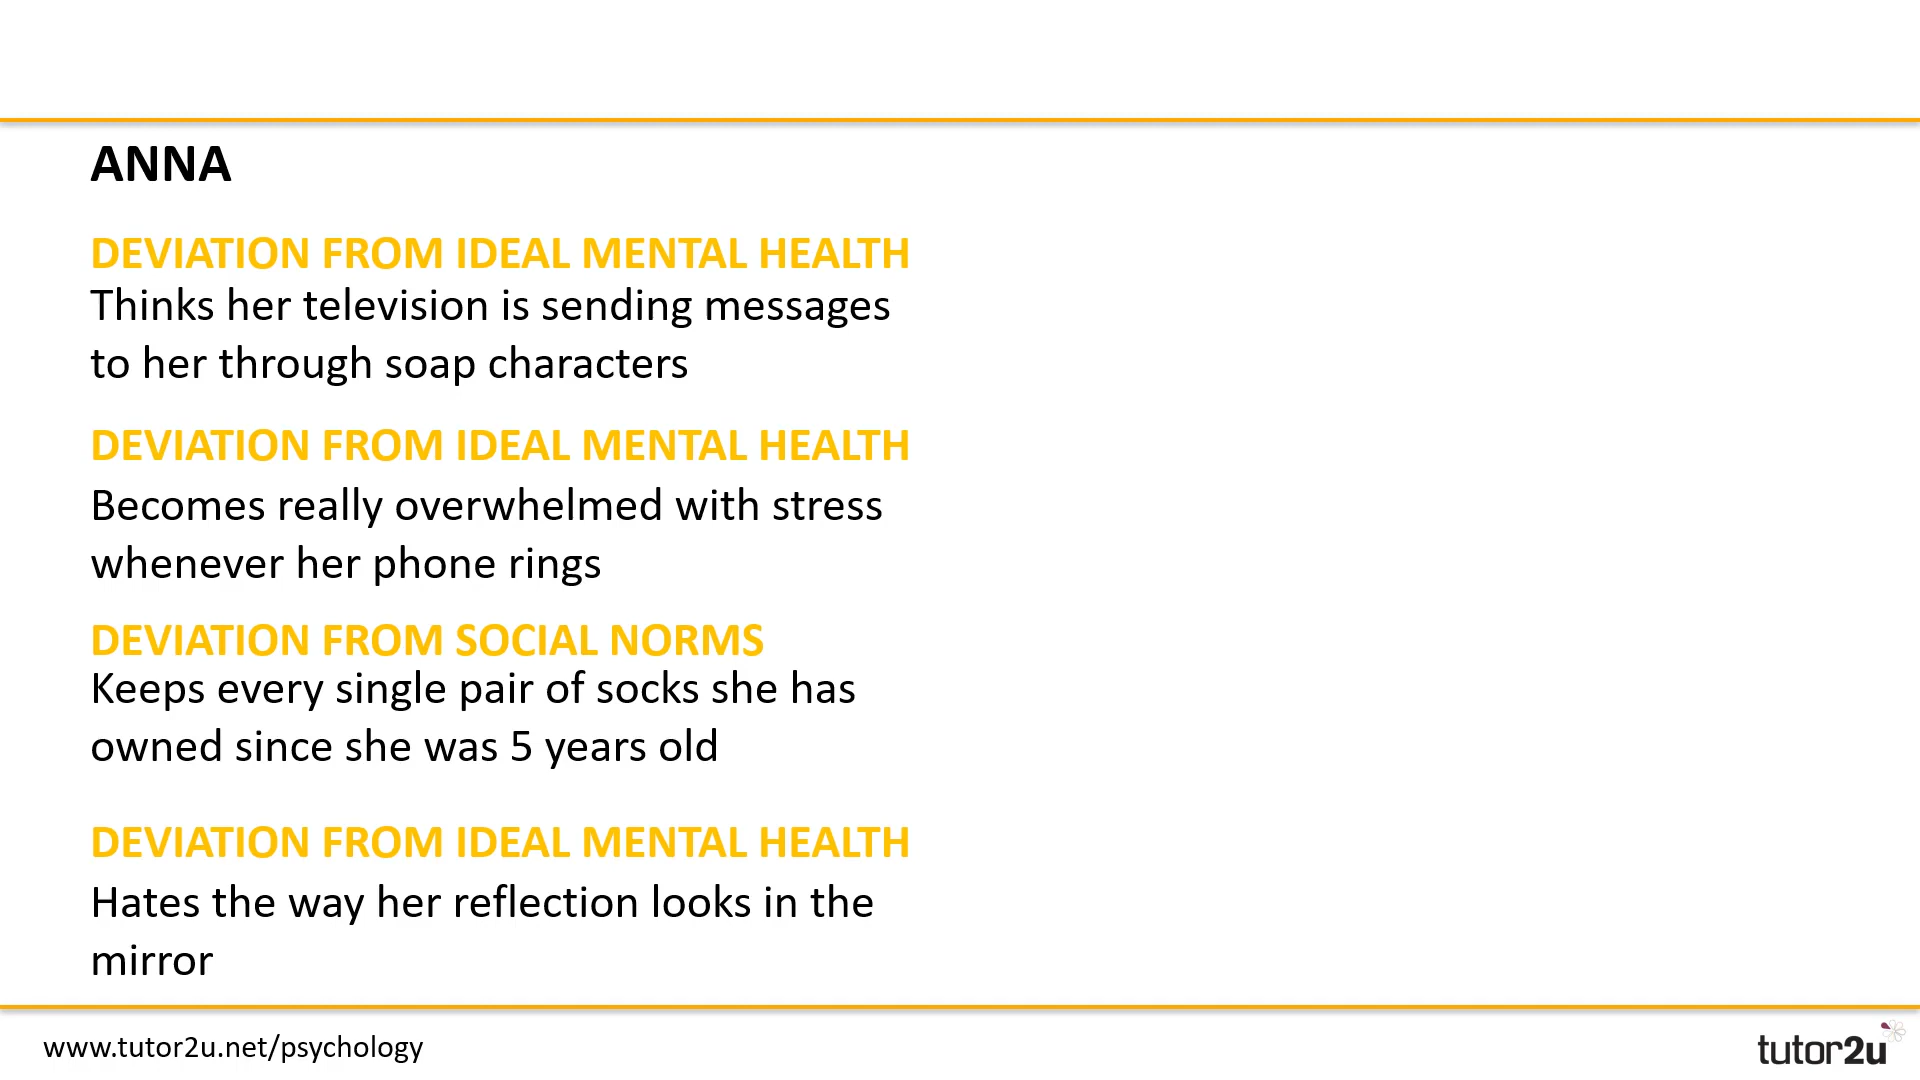 ANNA
DEVIATION FROM IDEAL MENTAL HEALTH
Thinks her television is sending messages
to her through soap characters
DEVIATION FROM IDEAL MENTAL HEALTH
Becomes really overwhelmed with stress
whenever her phone rings
DEVIATION FROM SOCIAL NORMS
Keeps every single pair of socks she has
owned since she was 5 years old
DEVIATION FROM IDEAL MENTAL HEALTH
Hates the way her reflection looks in the
mirror
www.tutor2u.net/psychology
tutor2u